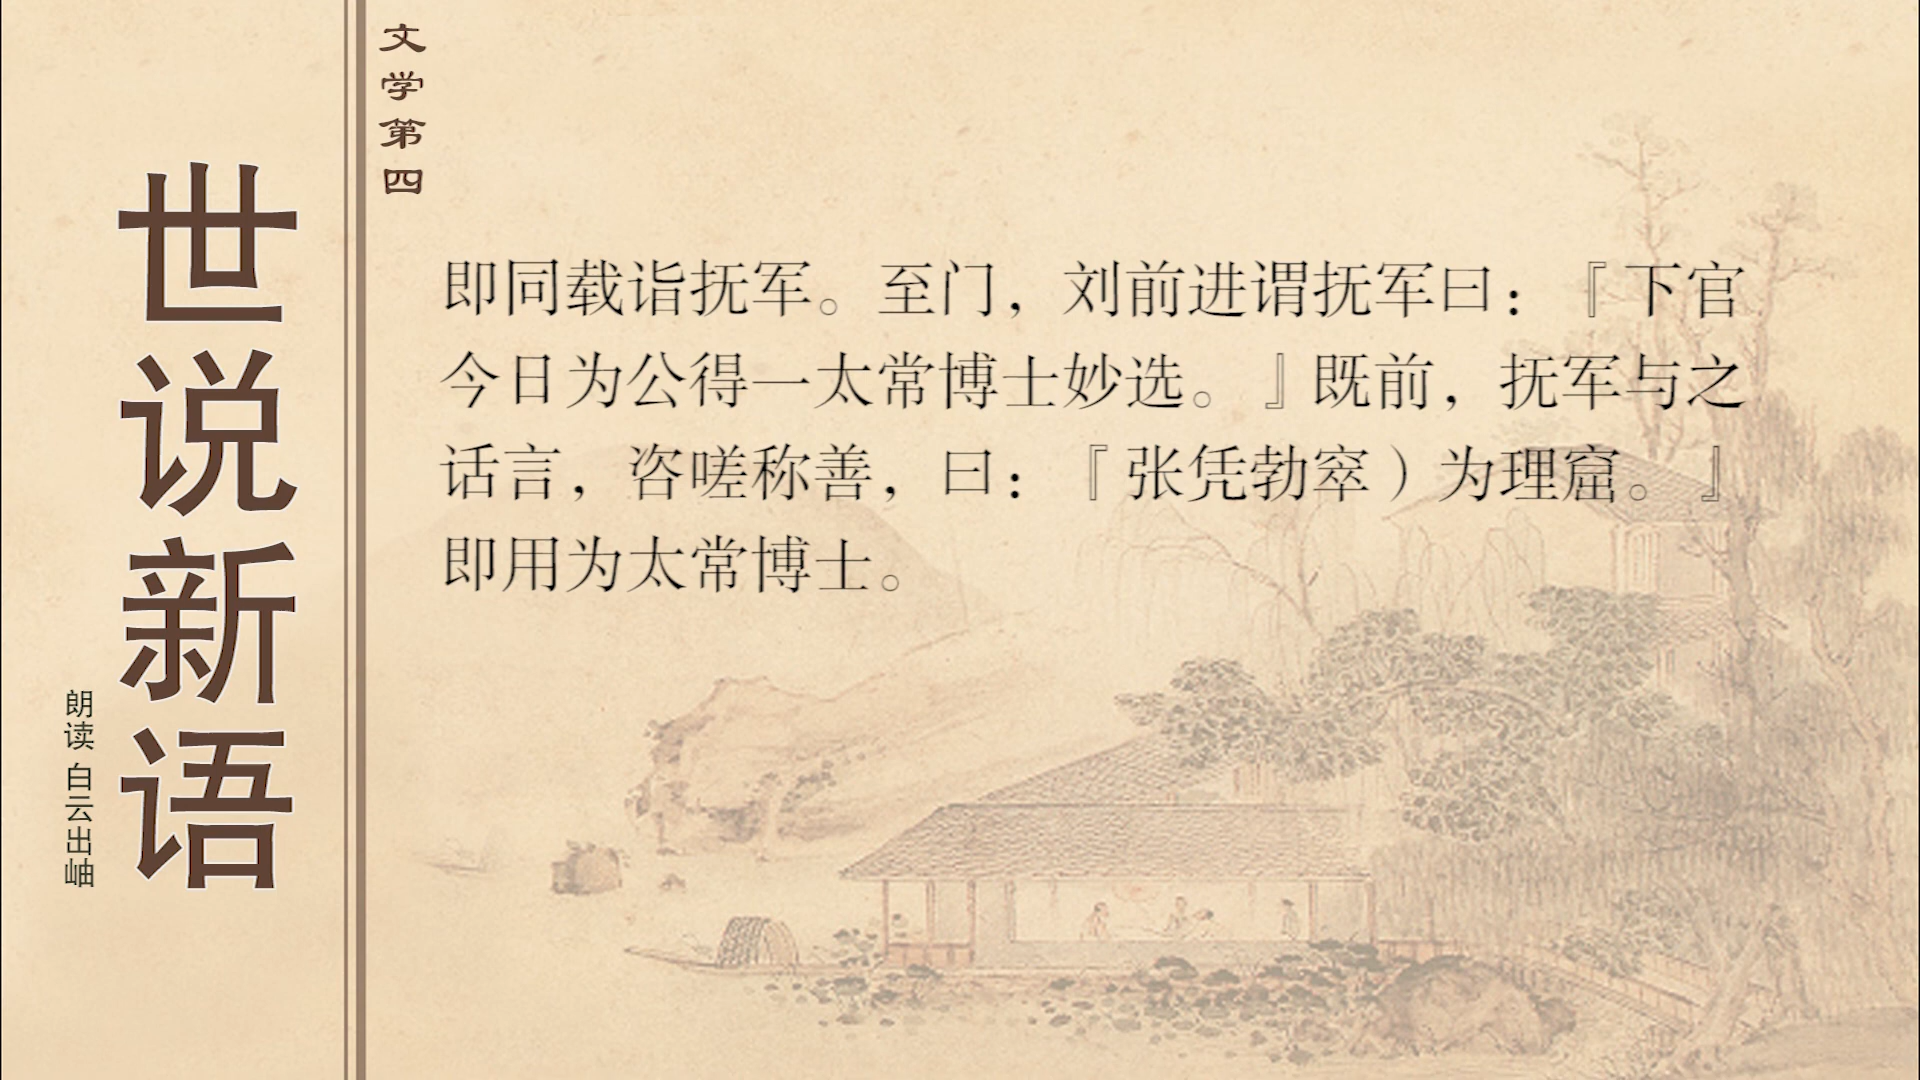 世说新语
朗读 白云出岫
文学第四
即同载诣抚军。至门，刘前进谓抚军曰：『下官
今日为公得一太常博士妙选。』既前，抚军与之
话言，咨嗟称善，曰：『张凭勃窣）为理窟。』
即用为太常博士。